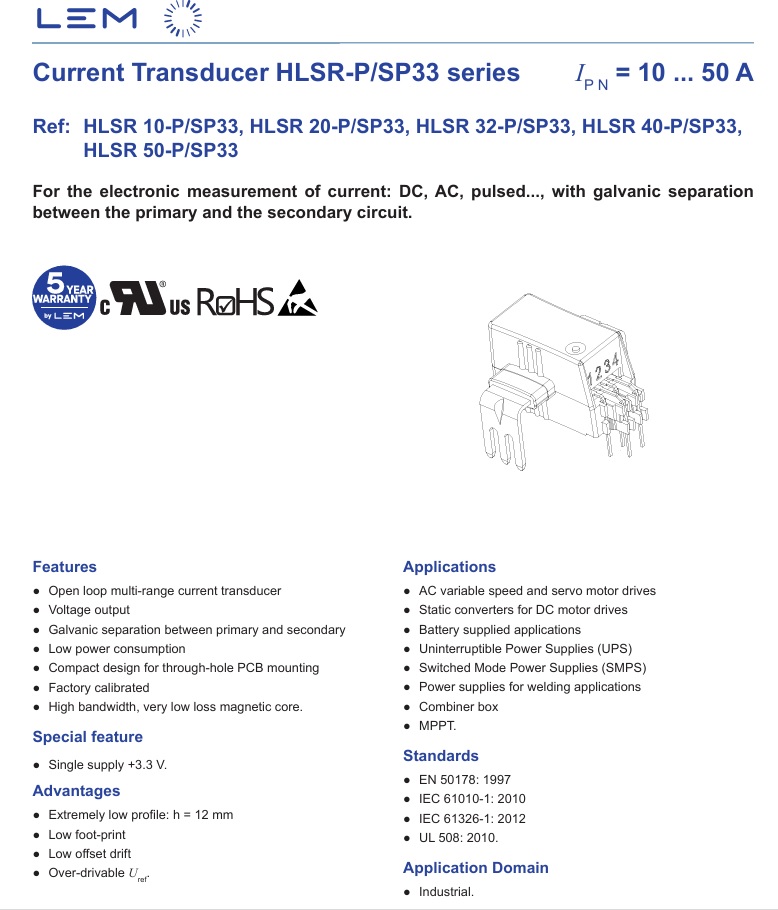 LEM
Current Transducer HLSR-P/SP33 series
I P N = 10 ... 50 A
Ref: HLSR 10-P/SP33, HLSR 20-P/SP33, HLSR 32-P/SP33, HLSR 40-P/SP33,
HLSR 50-P/SP33
For the electronic measurement of current: DC, AC, pulsed..., with galvanic separation
between the primary and the secondary circuit.
5 YEAR
WARRANTY
by LEM
c RU ® US
RoHS
1 2 3 4
Features
● Open loop multi-range current transducer
● Voltage output
● Galvanic separation between primary and secondary
● Low power consumption
● Compact design for through-hole PCB mounting
● Factory calibrated
● High bandwidth, very low loss magnetic core.
Special feature
● Single supply +3.3 V.
Advantages
● Extremely low profile: h = 12 mm
● Low foot-print
● Low offset drift
● Over-drivable U ref.
Applications
● AC variable speed and servo motor drives
● Static converters for DC motor drives
● Battery supplied applications
● Uninterruptible Power Supplies (UPS)
● Switched Mode Power Supplies (SMPS)
● Power supplies for welding applications
● Combiner box
● MPPT.
Standards
● EN 50178: 1997
● IEC 61010-1: 2010
● IEC 61326-1: 2012
● UL 508: 2010.
Application Domain
● Industrial.